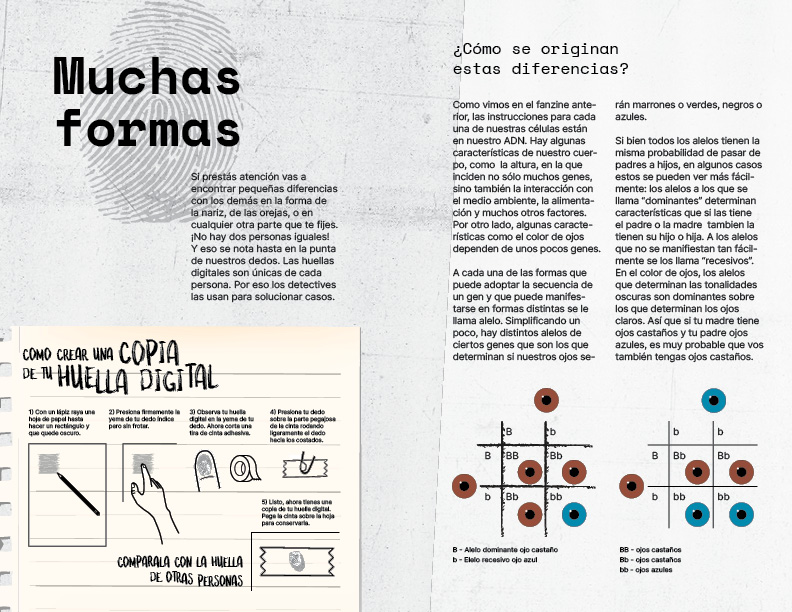 Muchas
formas
Si prestás atención vas a
encontrar pequeñas diferencias
con los demás en la forma de
la nariz, de las orejas, o en
cualquier otra parte que te fijes.
¡No hay dos personas iguales!
Y eso se nota hasta en la punta
de nuestros dedos. Las huellas
digitales son únicas de cada
persona. Por eso los detectives
las usan para solucionar casos.
COMO CREAR UNA COPIA
DE TU HUELLA DIGITAL
1) Con un lápiz raya una
hoja de papel hasta
hacer un rectángulo y
que quede oscuro.
2) Presiona firmemente la
yema de tu dedo índice
paro sin frotar.
3) Observa tu huella
digital en la yema de tu
dedo. Ahora corta una
tira de cinta adhesiva.
4) Presiona tu dedo
sobre la parte pegajosa
de la cinta rodando
ligeramente el dedo
hacia los costados.
5) Listo, ahora tienes una
copia de tu huella digital.
Pega la cinta sobre la hoja
para conservarla.
COMPARALA CON LA HUELLA
DE OTRAS PERSONAS
¿Cómo se originan
estas diferencias?
Como vimos en el fanzine ante-
rior, las instrucciones para cada
una de nuestras células están
en nuestro ADN. Hay algunas
características de nuestro cuer-
po, como la altura, en la que
inciden no sólo muchos genes,
sino también la interacción con
el medio ambiente, la alimenta-
ción y muchos otros factores.
Por otro lado, algunas caracte-
rísticas como el color de ojos
dependen de unos pocos genes.
A cada una de las formas que
puede adoptar la secuencia de
un gen y que puede manifes-
tarse en formas distintas se le
llama alelo. Simplificando un
poco, hay distintos alelos de
ciertos genes que son los que
determinan si nuestros ojos se-
rán marrones o verdes, negros o
azules.
Si bien todos los alelos tienen la
misma probabilidad de pasar de
padres a hijos, en algunos casos
estos se pueden ver más fácil-
mente: los alelos a los que se
llama “dominantes” determinan
características que si las tiene
el padre o la madre tambien la
tienen su hijo o hija. A los alelos
que no se manifiestan tan fácil-
mente se los llama “recesivos”.
En el color de ojos, los alelos
que determinan las tonalidades
oscuras son dominantes sobre
los que determinan los ojos
claros. Así que si tu madre tiene
ojos castaños y tu padre ojos
azules, es muy probable que vos
también tengas ojos castaños.
B b
B BB Bb
b Bb bb
B - Alelo dominante ojo castaño
b - Elelo recesivo ojo azul
b b
B Bb Bb
b bb bb
BB - ojos castaños
Bb - ojos castaños
bb - ojos azules